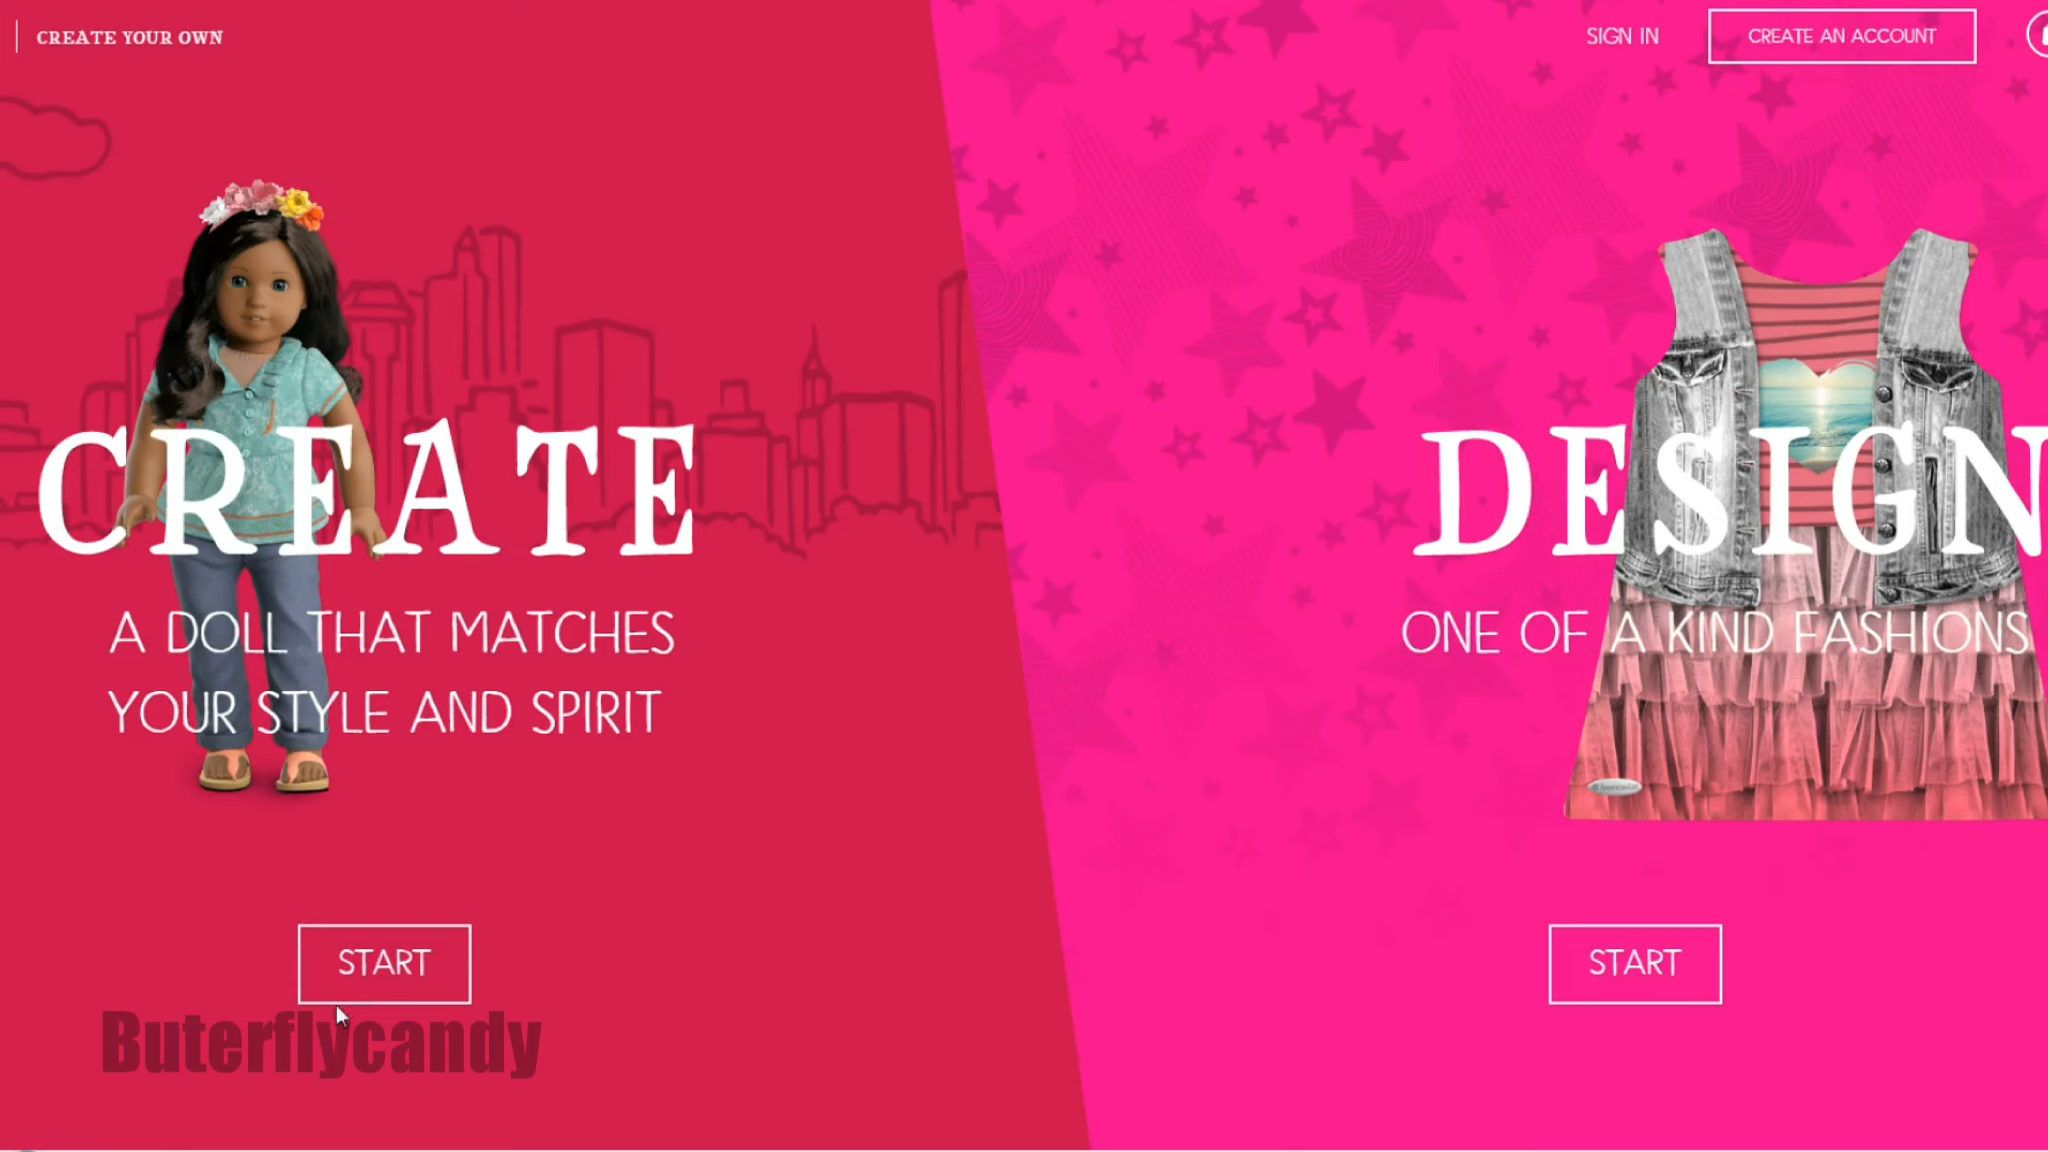 CREATE YOUR OWN
SIGN IN
CREATE AN ACCOUNT
CREATE
A DOLL THAT MATCHES
YOUR STYLE AND SPIRIT
START
Buterflycandy
DESIGN
ONE OF A KIND FASHIONS
START